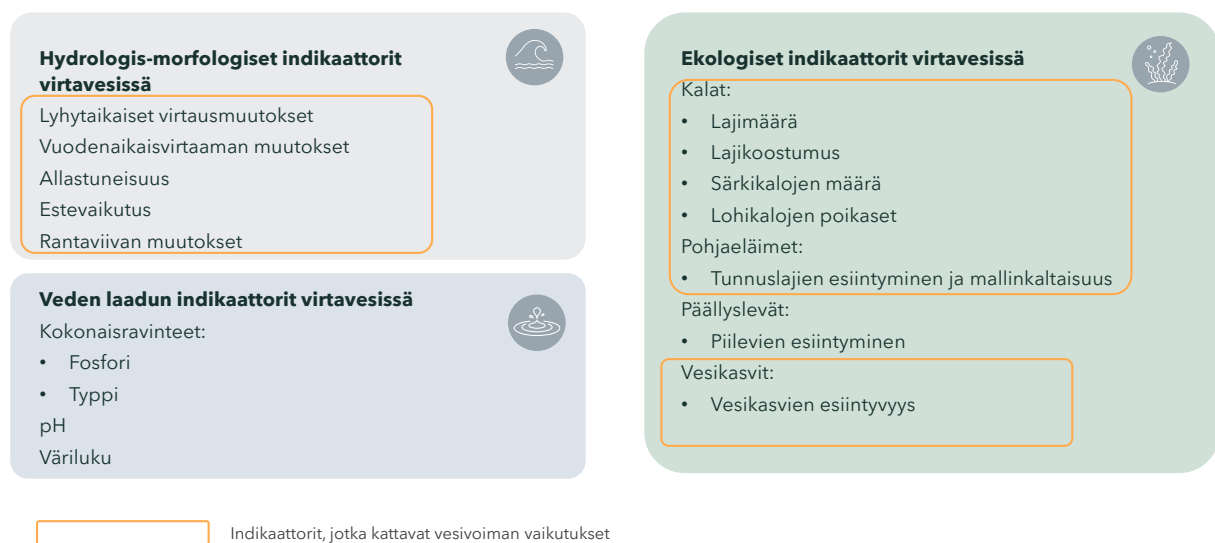 Hydrologis-morfologiset indikaattorit
virtavesissä
Lyhytaikaiset virtausmuutokset
Vuodenaikaisvirtaaman muutokset
Allastuneisuus
Estevaikutus
Rantaviivan muutokset
Veden laadun indikaattorit virtavesissä
Kokonaisravinteet:
• Fosfori
• Typpi
pH
Väriluku
Ekologiset indikaattorit virtavesissä
Kalat:
• Lajimäärä
• Lajikoostumus
• Särkikalojen määrä
• Lohikalojen poikaset
Pohjaeläimet:
• Tunnuslajien esiintyminen ja mallinkaltaisuus
Päällyslevät:
• Piilevien esiintyminen
Vesikasvit:
• Vesikasvien esiintyvyys
Indikaattorit, jotka kattavat vesivoiman vaikutukset